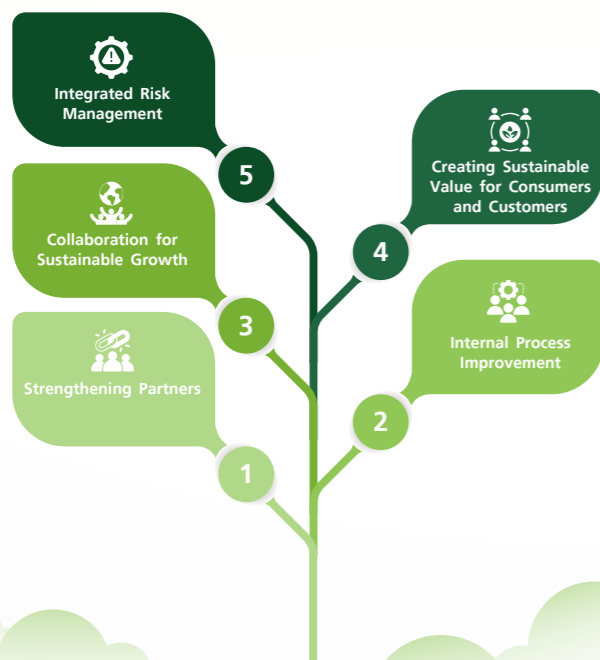 Integrated Risk
Management
5
Creating Sustainable
Value for Consumers
and Customers
4
Collaboration for
Sustainable Growth
3
Internal Process
Improvement
2
Strengthening Partners
1